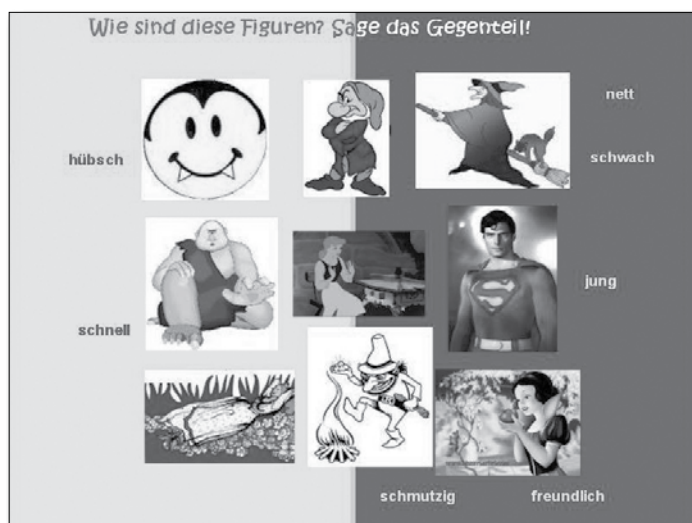 Wie sind diese Figuren? Sage das Gegenteil!
nett
hübsch
schwach
jung
schnell
schmutzig
freundlich